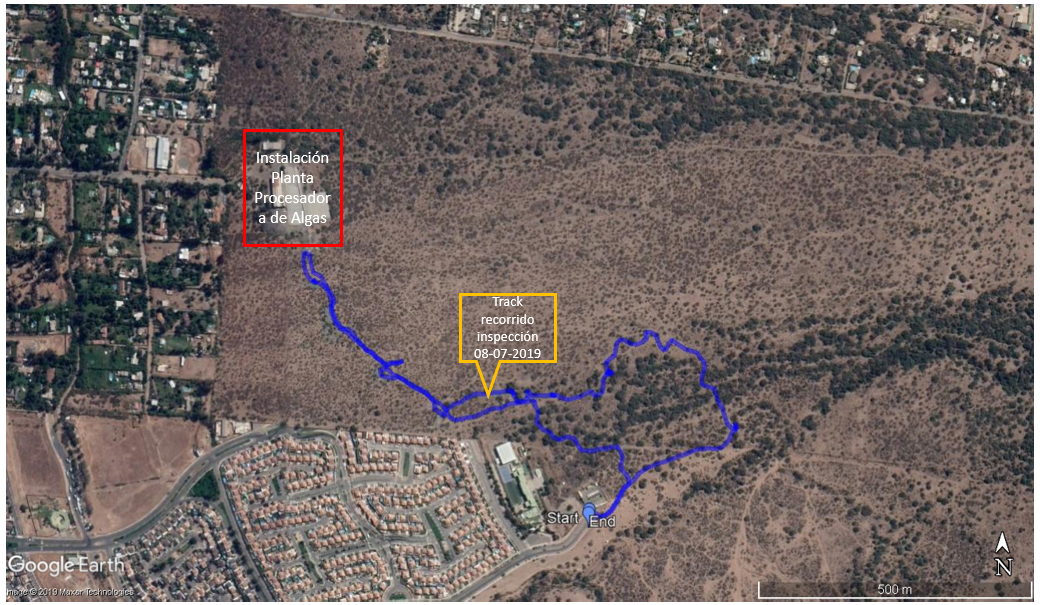 Instalación
Planta
Procesador
a de Algas
Track
recorrido
inspección
08-07-2019
Start
End
Google Earth
Image © 2019 Maxar Technologies
500 m
N